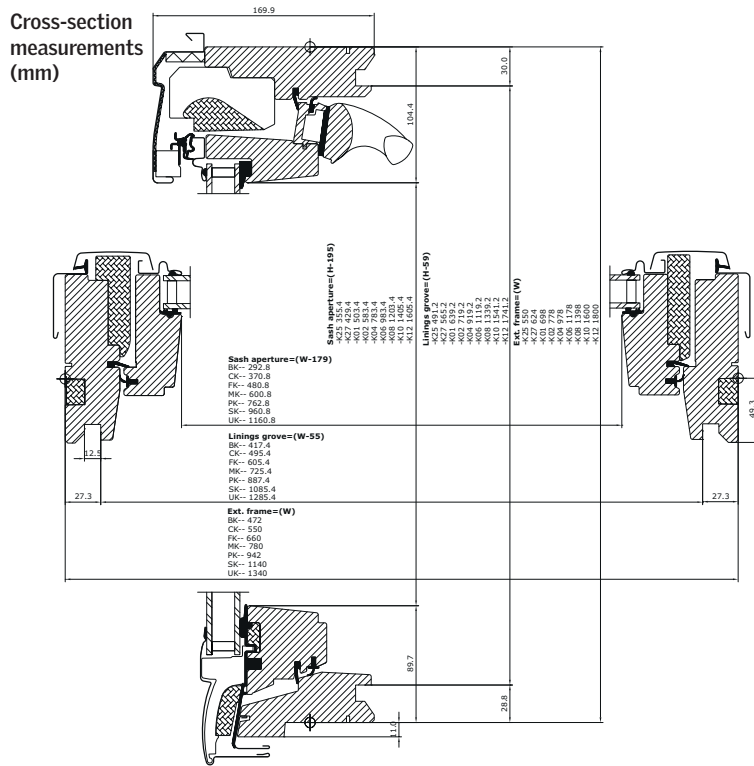 Cross-section
measurements
(mm)
169.9
30.0
104.4
Sash aperture=(H-195)
-K25 355.4
-K27 429.4
-K01 503.4
-K02 583.4
-K04 783.4
-K06 983.4
-K08 1203.4
-K10 1405.4
-K12 1605.4
Linings grove=(H-59)
-K25 491.2
-K27 565.2
-K01 639.2
-K02 719.2
-K04 919.2
-K06 1119.2
-K08 1339.2
-K10 1541.2
-K12 1741.2
Ext. frame=(W)
-K25 550
-K27 624
-K01 698
-K02 778
-K04 978
-K06 1178
-K08 1398
-K10 1600
-K12 1800
Sash aperture=(W-179)
BK-- 292.8
CK-- 370.8
FK-- 480.8
MK-- 600.8
PK-- 762.8
SK-- 960.8
UK-- 1160.8
Linings grove=(W-55)
BK-- 417.4
CK-- 495.4
FK-- 605.4
MK-- 725.4
PK-- 887.4
SK-- 1085.4
UK-- 1285.4
Ext. frame=(W)
BK-- 472
CK-- 550
FK-- 660
MK-- 780
PK-- 942
SK-- 1140
UK-- 1340
12.5
27.3
27.3
49.3
89.7
28.8
11.0